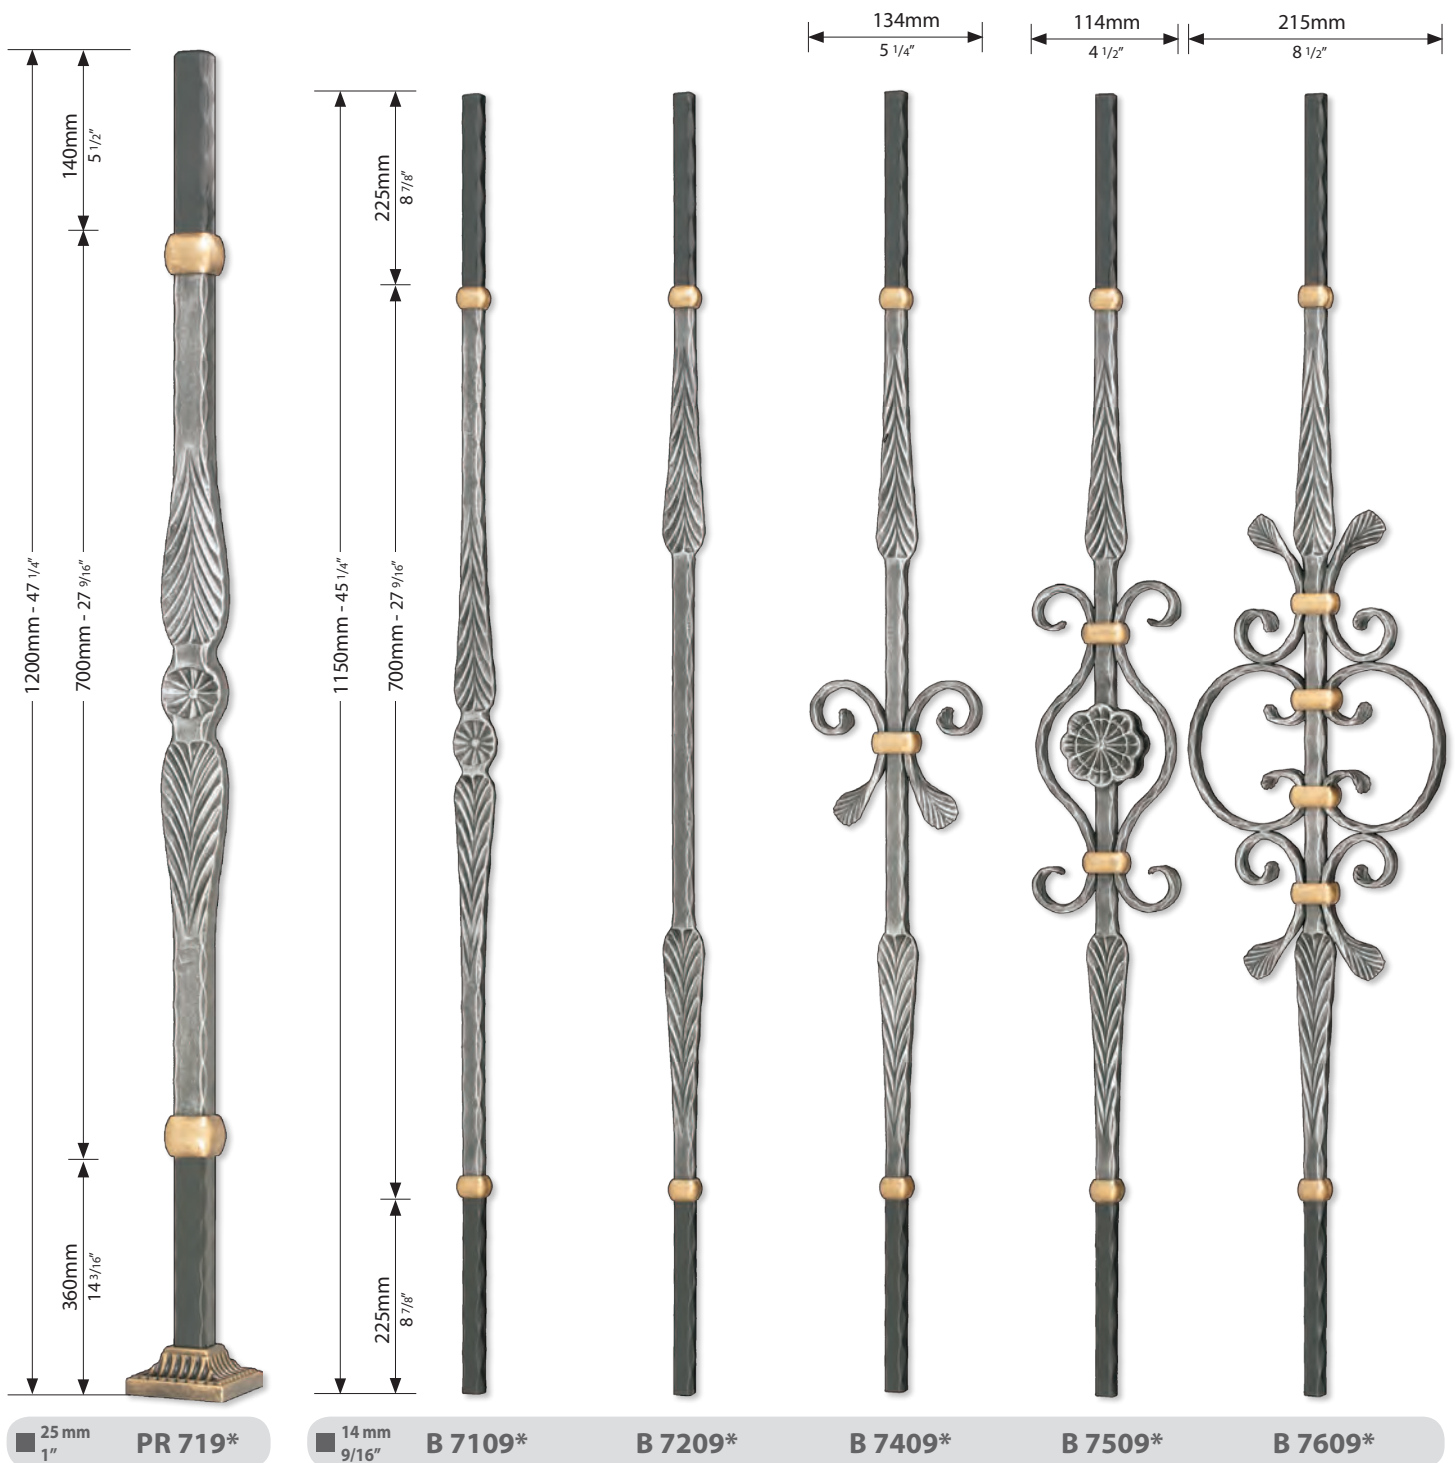 134mm
5 1/4"
114mm
4 1/2"
215mm
8 1/2"
140mm
5 1/2"
225mm
8 7/8"
1200mm - 47 1/4"
700mm - 27 9/16"
1150mm - 45 1/4"
700mm - 27 9/16"
360mm
14 3/16"
225mm
8 7/8"
25 mm
1"
PR 719*
14 mm
9/16"
B 7109*
B 7209*
B 7409*
B 7509*
B 7609*